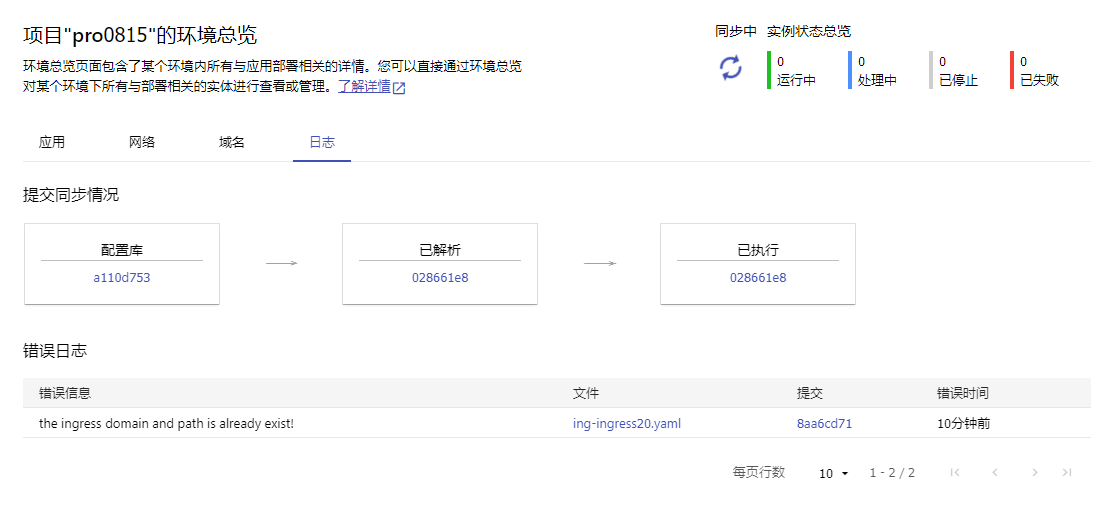 项目"pro0815"的环境总览
环境总览页面包含了某个环境内所有与应用部署相关的详情。您可以直接通过环境总览
对某个环境下所有与部署相关的实体进行查看或管理。了解详情
同步中 实例状态总览
0 0 0 0
运行中 处理中 已停止 已失败
应用 网络 域名 日志
提交同步情况
配置库 已解析 已执行
a110d753 028661e8 028661e8
错误日志
错误信息 文件 提交 错误时间
the ingress domain and path is already exist! ing-ingress20.yaml 8aa6cd71 10分钟前
每页行数 10 1 - 2 / 2